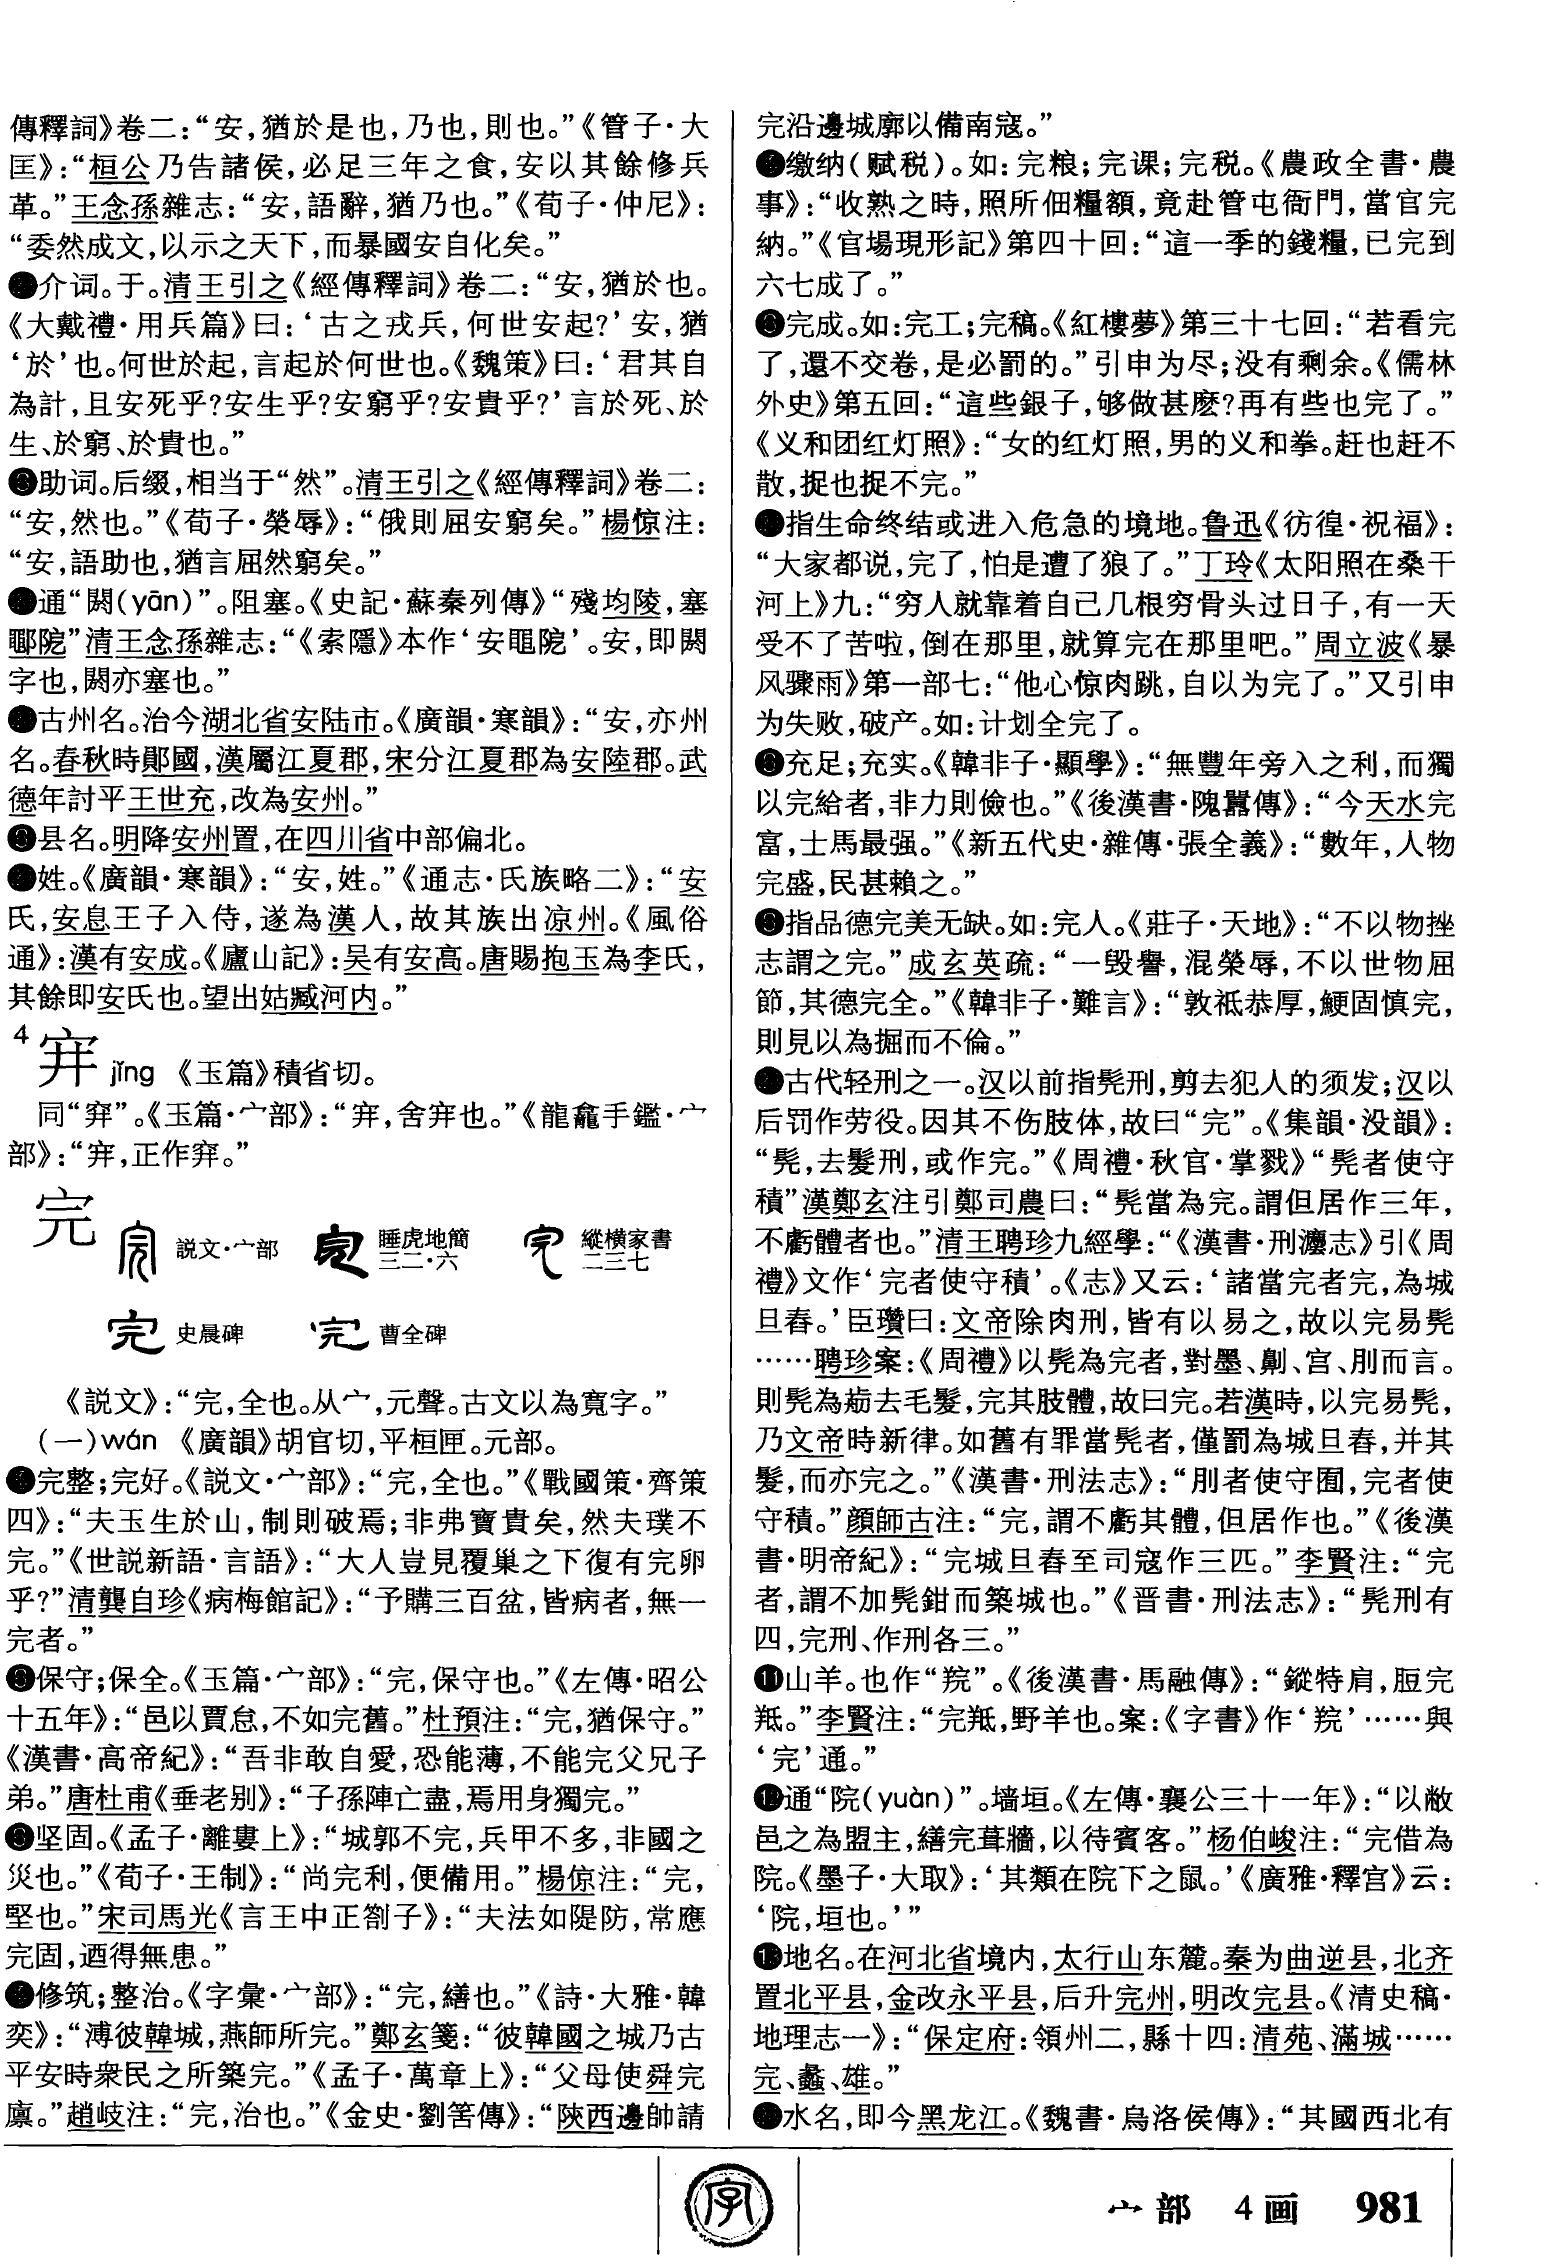 傳釋詞》卷二：“安，猶於是也，乃也，則也。”《管子·大
匡》：“桓公乃告諸侯，必足三年之食，安以其餘修兵
革。”王念孫雜志：“安，語辭，猶乃也。”《荀子·仲尼》：
“委然成文，以示之天下，而暴國安自化矣。”
介词。于。清王引之《經傳釋詞》卷二：“安，猶於也。
《大戴禮·用兵篇》曰：‘古之戎兵，何世安起？’安，猶
‘於’也。何世於起，言起於何世也。《魏策》曰：‘君其自
為計，且安死乎？安生乎？安窮乎？安貴乎？’言於死、於
生、於窮、於貴也。”
助词。后缀，相当于“然”。清王引之《經傳釋詞》卷二：
“安，然也。”《荀子·榮辱》：“俄則屈安窮矣。”楊倞注：
“安，語助也，猶言屈然窮矣。”
通“閼(yān)”。阻塞。《史記·蘇秦列傳》“殘均陵，塞
鄳阸”清王念孫雜志：“《索隱》本作‘安黽阸’。安，即閼
字也，閼亦塞也。”
古州名。治今湖北省安陆市。《廣韻·寒韻》：“安，亦州
名。春秋時鄖國，漢屬江夏郡，宋分江夏郡為安陸郡。武
德年討平王世充，改為安州。”
县名。明降安州置，在四川省中部偏北。
姓。《廣韻·寒韻》：“安，姓。”《通志·氏族略二》：“安
氏，安息王子入侍，遂為漢人，故其族出凉州。《風俗
通》：漢有安成。《廬山記》：吴有安高。唐賜抱玉為李氏，
其餘即安氏也。望出姑臧河内。”
4 宑 jǐng 《玉篇》積省切。
同“穽”。《玉篇·宀部》：“宑，舍宑也。”《龍龕手鑑·宀
部》：“宑，正作穽。”
完 説文·宀部 睡虎地簡三二·六 縱横家書二三七
史晨碑 曹全碑
《説文》：“完，全也。从宀，元聲。古文以為寬字。”
(一)wán 《廣韻》胡官切，平桓匣。元部。
完整；完好。《説文·宀部》：“完，全也。”《戰國策·齊策
四》：“夫玉生於山，制則破焉；非弗寶貴矣，然夫璞不
完。”《世説新語·言語》：“大人豈見覆巢之下復有完卵
乎？”清龔自珍《病梅館記》：“予購三百盆，皆病者，無一
完者。”
保守；保全。《玉篇·宀部》：“完，保守也。”《左傳·昭公
十五年》：“邑以賈怠，不如完舊。”杜預注：“完，猶保守。”
《漢書·高帝紀》：“吾非敢自愛，恐能薄，不能完父兄子
弟。”唐杜甫《垂老别》：“子孫陣亡盡，焉用身獨完。”
坚固。《孟子·離婁上》：“城郭不完，兵甲不多，非國之
災也。”《荀子·王制》：“尚完利，便備用。”楊倞注：“完，
堅也。”宋司馬光《言王中正劄子》：“夫法如隄防，常應
完固，迺得無患。”
修筑；整治。《字彙·宀部》：“完，繕也。”《詩·大雅·韓
奕》：“溥彼韓城，燕師所完。”鄭玄箋：“彼韓國之城乃古
平安時衆民之所築完。”《孟子·萬章上》：“父母使舜完
廩。”趙岐注：“完，治也。”《金史·劉筈傳》：“陝西邊帥請
完沿邊城廓以備南寇。”
缴纳（赋税）。如：完粮；完课；完税。《農政全書·農
事》：“收熟之時，照所佃糧額，竟赴管屯衙門，當官完
納。”《官場現形記》第四十回：“這一季的錢糧，已完到
六七成了。”
完成。如：完工；完稿。《紅樓夢》第三十七回：“若看完
了，還不交卷，是必罰的。”引申为尽；没有剩余。《儒林
外史》第五回：“這些銀子，够做甚麽？再有些也完了。”
《义和团红灯照》：“女的红灯照，男的义和拳。赶也赶不
散，捉也捉不完。”
指生命终结或进入危急的境地。鲁迅《彷徨·祝福》：
“大家都说，完了，怕是遭了狼了。”丁玲《太阳照在桑干
河上》九：“穷人就靠着自己几根穷骨头过日子，有一天
受不了苦啦，倒在那里，就算完在那里吧。”周立波《暴
风骤雨》第一部七：“他心惊肉跳，自以为完了。”又引申
为失败，破产。如：计划全完了。
充足；充实。《韓非子·顯學》：“無豐年旁入之利，而獨
以完給者，非力則儉也。”《後漢書·隗囂傳》：“今天水完
富，士馬最强。”《新五代史·雜傳·張全義》：“數年，人物
完盛，民甚賴之。”
指品德完美无缺。如：完人。《莊子·天地》：“不以物挫
志謂之完。”成玄英疏：“一毁譽，混榮辱，不以世物屈
節，其德完全。”《韓非子·難言》：“敦祗恭厚，鯁固慎完，
則見以為掘而不倫。”
古代轻刑之一。汉以前指髡刑，剪去犯人的须发；汉以
后罚作劳役。因其不伤肢体，故曰“完”。《集韻·没韻》：
“髡，去髮刑，或作完。”《周禮·秋官·掌戮》“髡者使守
積”漢鄭玄注引鄭司農曰：“髡當為完。謂但居作三年，
不虧體者也。”清王聘珍九經學：“《漢書·刑灋志》引《周
禮》文作‘完者使守積’。《志》又云：‘諸當完者完，為城
旦舂。’臣瓚曰：文帝除肉刑，皆有以易之，故以完易髡
……聘珍案：《周禮》以髡為完者，對墨、劓、宫、刖而言。
則髡為㔙去毛髮，完其肢體，故曰完。若漢時，以完易髡，
乃文帝時新律。如舊有罪當髡者，僅罰為城旦舂，并其
髮，而亦完之。”《漢書·刑法志》：“刖者使守囿，完者使
守積。”顔師古注：“完，謂不虧其體，但居作也。”《後漢
書·明帝紀》：“完城旦舂至司寇作三匹。”李賢注：“完
者，謂不加髡鉗而築城也。”《晋書·刑法志》：“髡刑有
四，完刑、作刑各三。”
⓫山羊。也作“羦”。《後漢書·馬融傳》：“鏦特肩，脰完
羝。”李賢注：“完羝，野羊也。案：《字書》作‘羦’……與
‘完’通。”
⓬通“院(yuàn)”。墙垣。《左傳·襄公三十一年》：“以敝
邑之為盟主，繕完葺牆，以待賓客。”杨伯峻注：“完借為
院。《墨子·大取》：‘其類在院下之鼠。’《廣雅·釋宫》云：
‘院，垣也。’”
⓭地名。在河北省境内，太行山东麓。秦为曲逆县，北齐
置北平县，金改永平县，后升完州，明改完县。《清史稿·
地理志一》：“保定府：領州二，縣十四：清苑、滿城……
完、蠡、雄。”
水名，即今黑龙江。《魏書·烏洛侯傳》：“其國西北有
字
宀部 4画 981